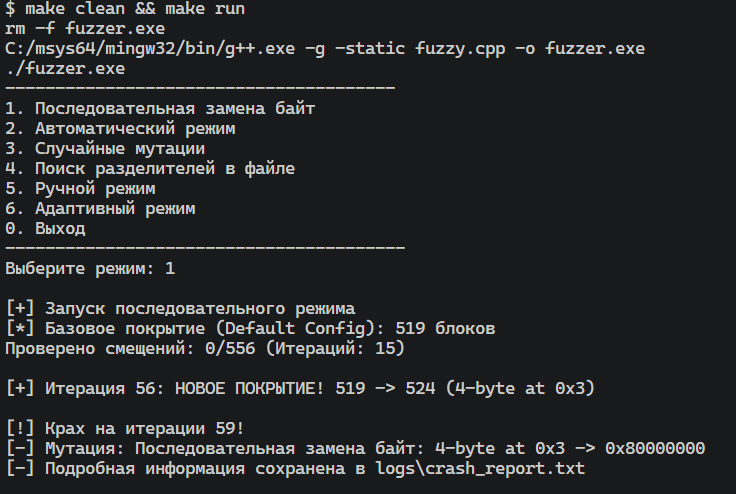 $ make clean && make run
rm -f fuzzer.exe
C:/msys64/mingw32/bin/g++.exe -g -static fuzzy.cpp -o fuzzer.exe
./fuzzer.exe
---------------------------------------
1. Последовательная замена байт
2. Автоматический режим
3. Случайные мутации
4. Поиск разделителей в файле
5. Ручной режим
6. Адаптивный режим
0. Выход
----------------------------------------
Выберите режим: 1
[+] Запуск последовательного режима
[*] Базовое покрытие (Default Config): 519 блоков
Проверено смещений: 0/556 (Итераций: 15)
[+] Итерация 56: НОВОЕ ПОКРЫТИЕ! 519 -> 524 (4-byte at 0x3)
[!] Крах на итерации 59!
[-] Мутация: Последовательная замена байт: 4-byte at 0x3 -> 0x80000000
[-] Подробная информация сохранена в logs\crash_report.txt